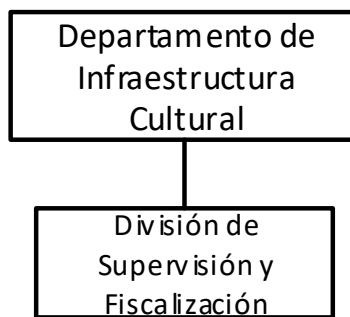 Departamento de
Infraestructura
Cultural
División de
Supervisión y
Fiscalización